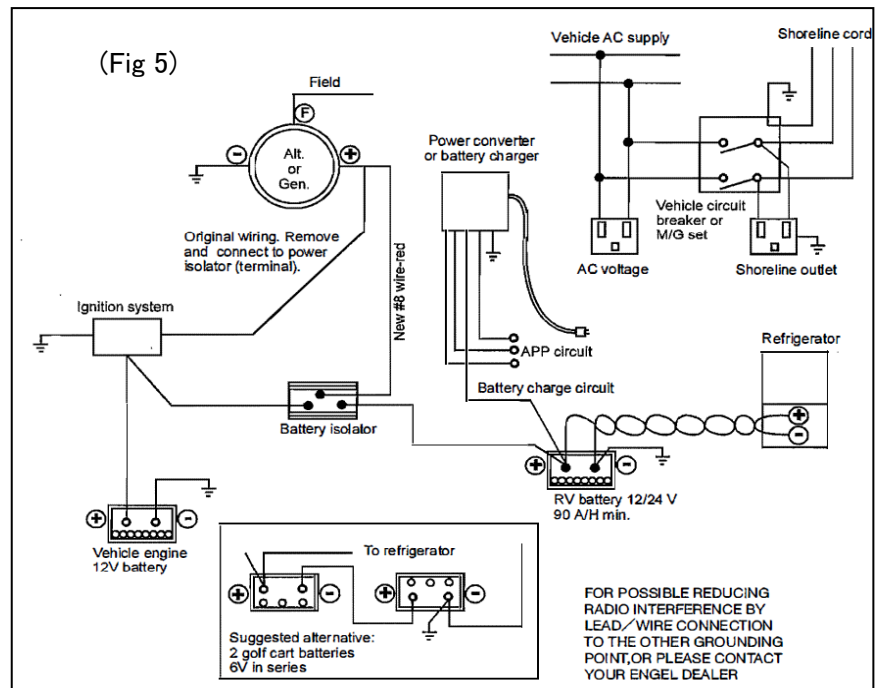 (Fig 5)
Vehicle AC supply
Shoreline cord
Field
F
Alt.
or
Gen.
Power converter
or battery charger
Original wiring. Remove
and connect to power
isolator (terminal).
New #8 wire-red
Vehicle circuit
breaker or
M/G set
AC voltage
Shoreline outlet
Ignition system
APP circuit
Refrigerator
Battery charge circuit
Battery isolator
RV battery 12/24 V
90 A/H min.
Vehicle engine
12V battery
To refrigerator
Suggested alternative:
2 golf cart batteries
6V in series
FOR POSSIBLE REDUCING
RADIO INTERFERENCE BY
LEAD／WIRE CONNECTION
TO THE OTHER GROUNDING
POINT,OR PLEASE CONTACT
YOUR ENGEL DEALER